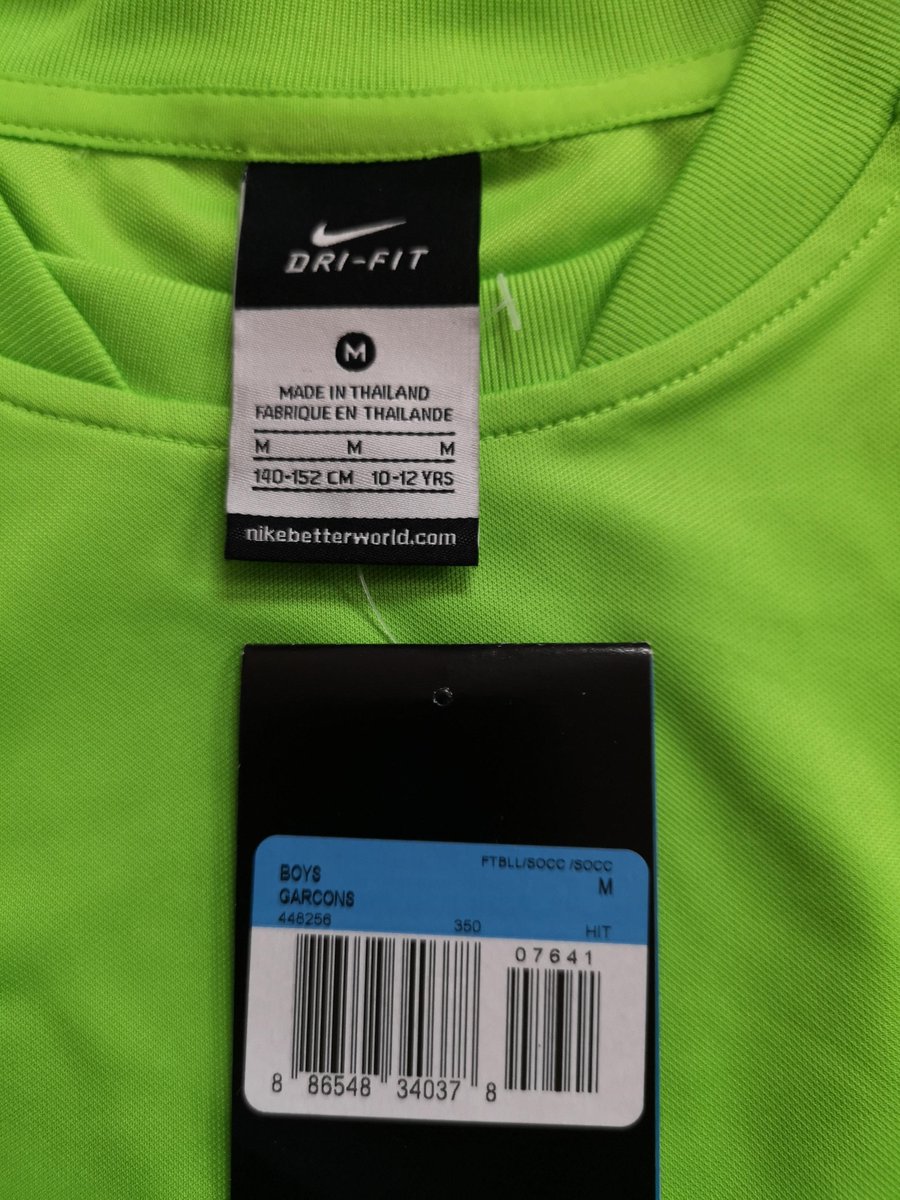 DRI-FIT
M
MADE IN THAILAND
FABRIQUE EN THAILANDE
M M M
140-152 CM 10-12 YRS
nikebetterworld.com
BOYS FTBLL/SOCC /SOCC
GARCONS M
448256 350 HIT
07641
8 86548 34037 8